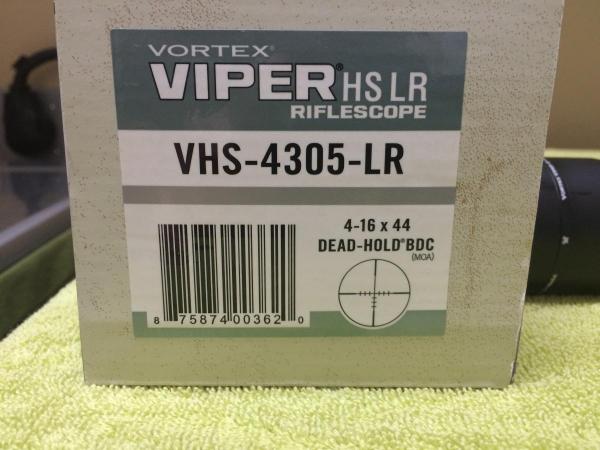 VORTEX®
VIPER® HS LR
RIFLESCOPE
VHS-4305-LR
4-16 x 44
DEAD-HOLD® BDC
(MOA)
8 75874 00362 0